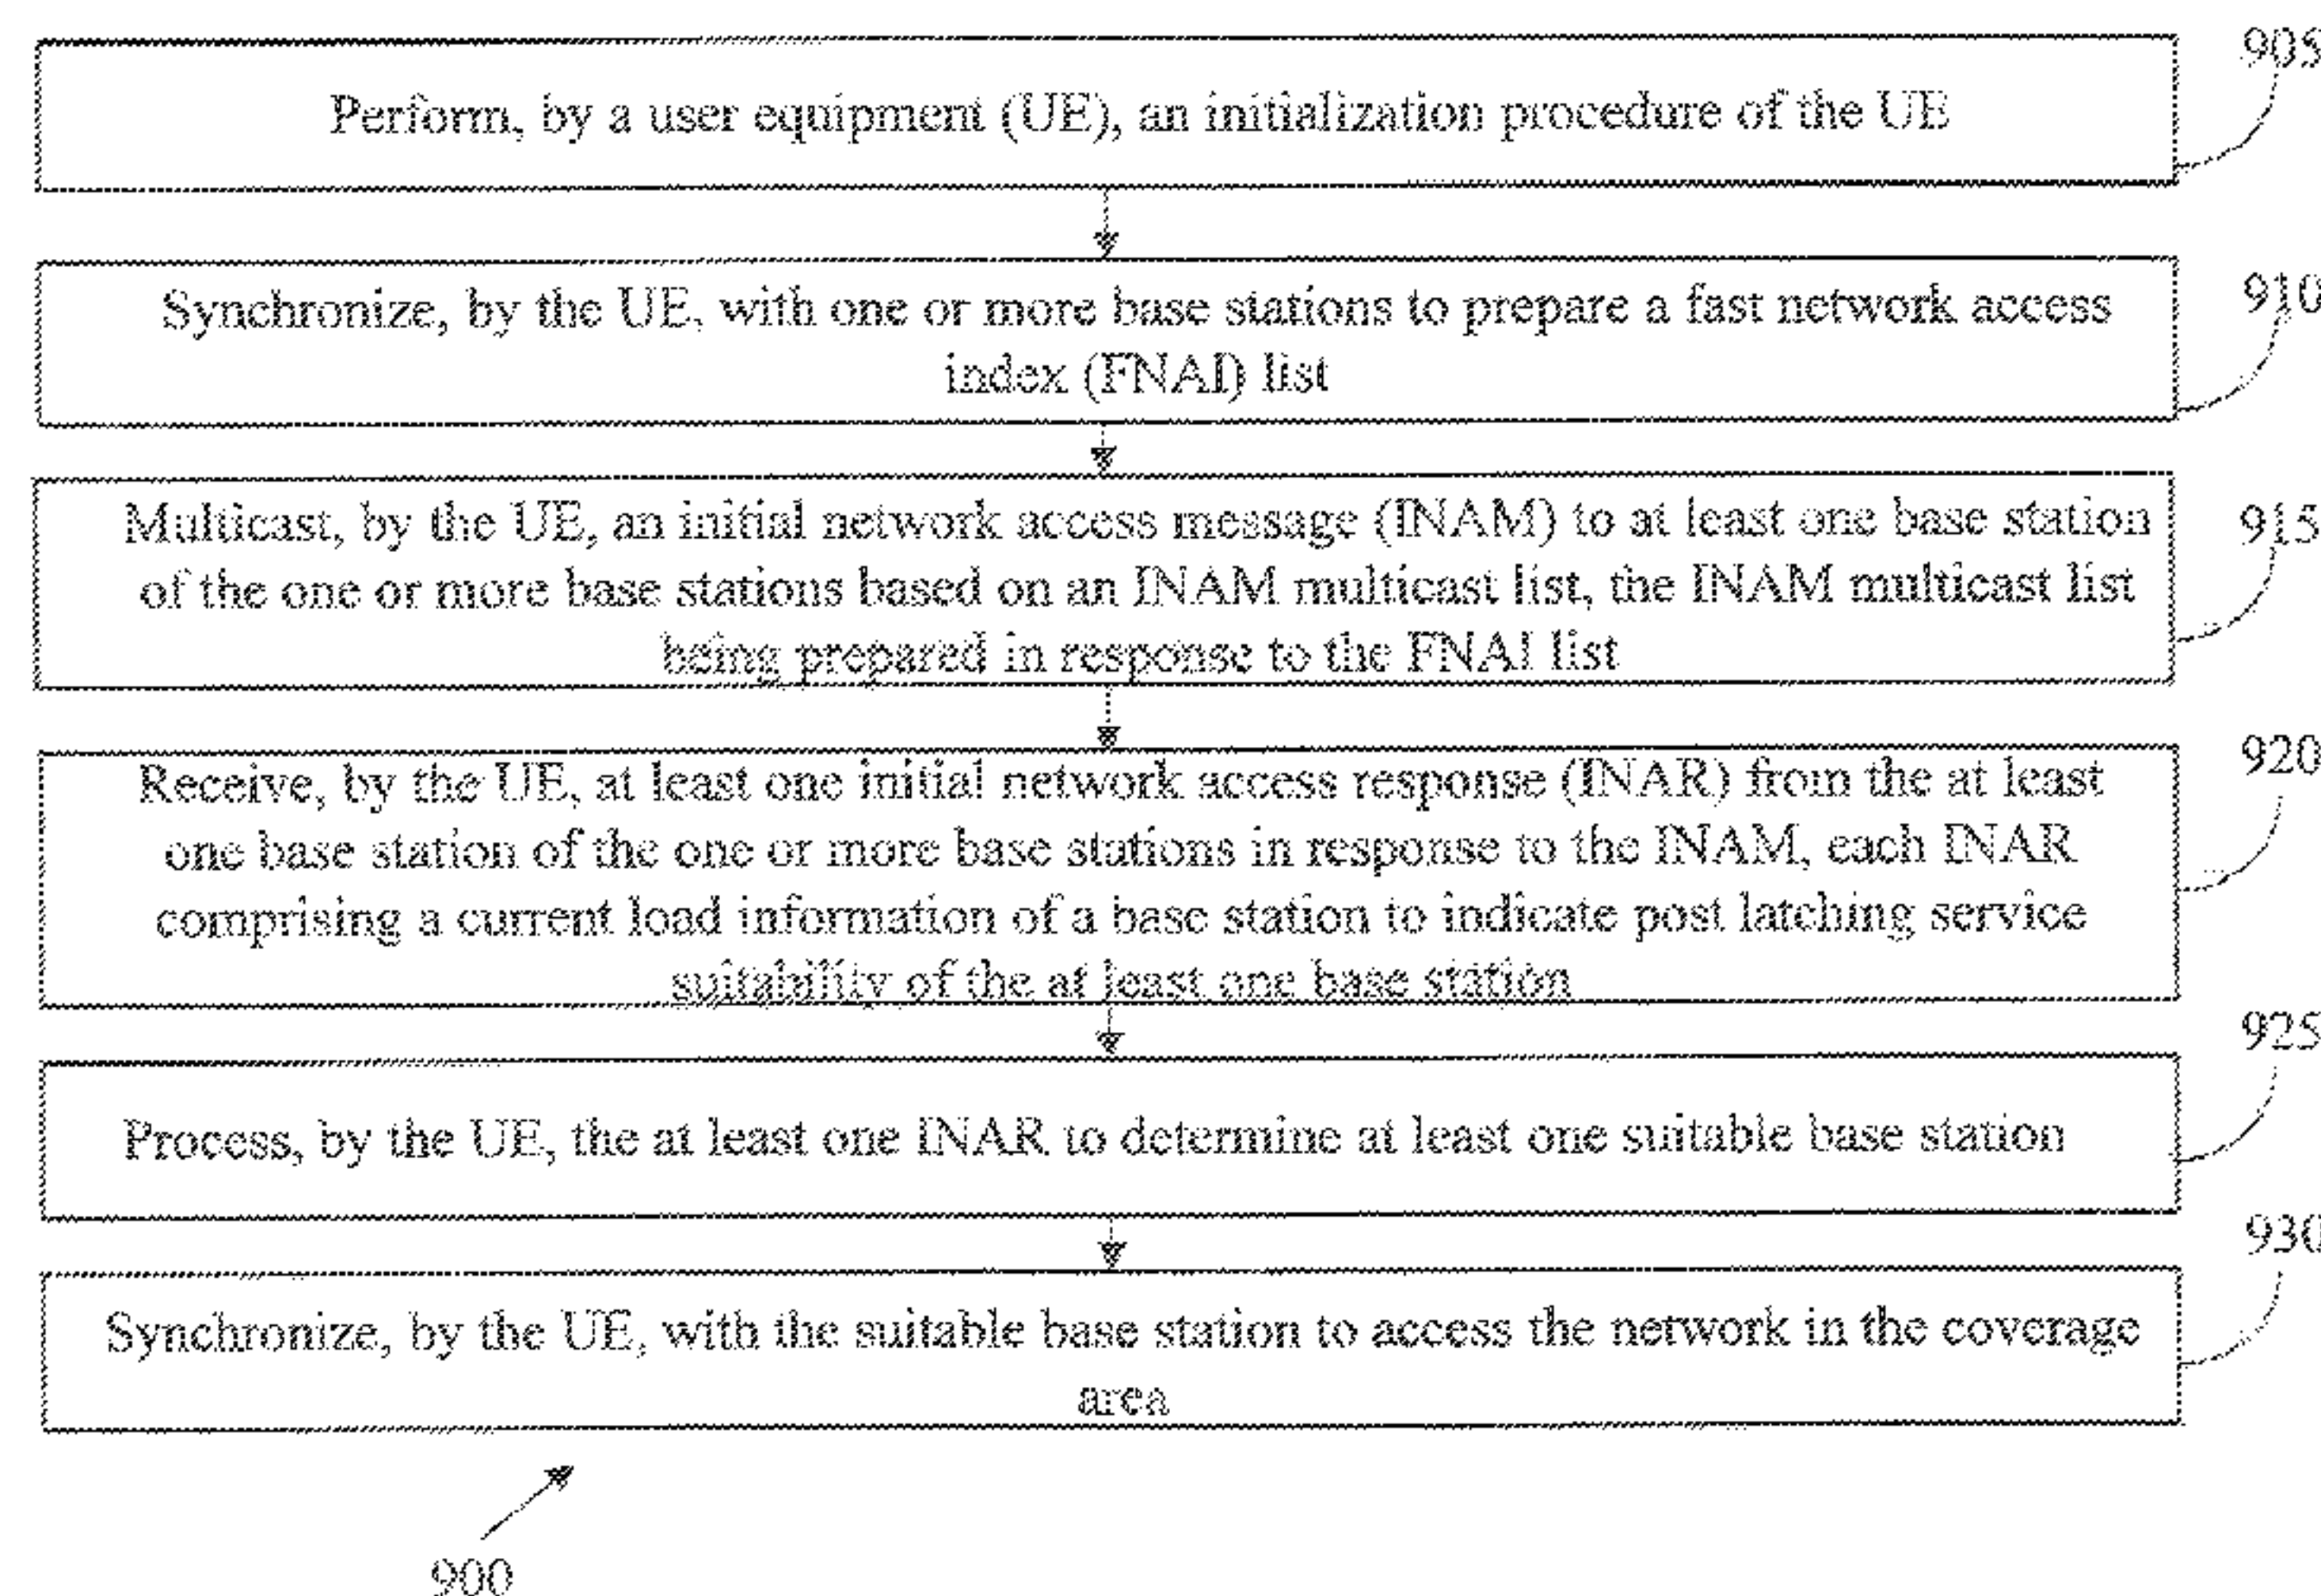 905
Perform, by a user equipment (UE), an initialization procedure of the UE
910
Synchronize, by the UE, with one or more base stations to prepare a fast network access
index (FNAI) list
915
Multicast, by the UE, an initial network access message (INAM) to at least one base station
of the one or more base stations based on an INAM multicast list, the INAM multicast list
being prepared in response to the FNAI list
920
Receive, by the UE, at least one initial network access response (INAR) from the at least
one base station of the one or more base stations in response to the INAM, each INAR
comprising a current load information of a base station to indicate post latching service
suitability of the at least one base station
925
Process, by the UE, the at least one INAR to determine at least one suitable base station
930
Synchronize, by the UE, with the suitable base station to access the network in the coverage
area
900